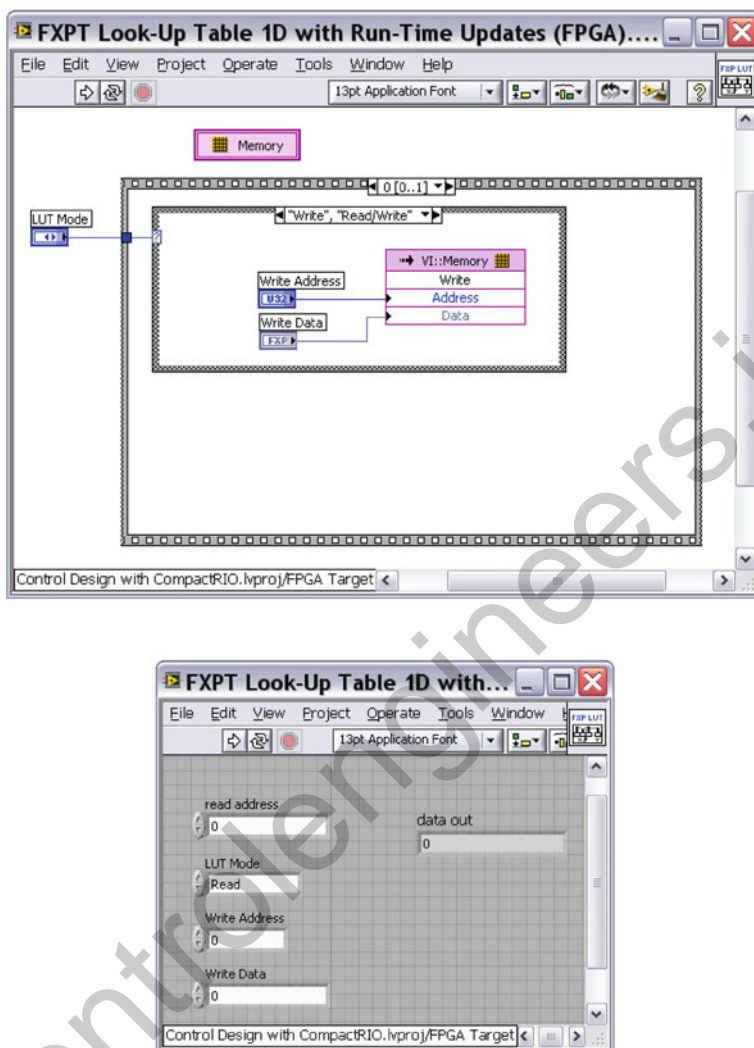 FXPT Look-Up Table 1D with Run-Time Updates (FPGA)....
File Edit View Project Operate Tools Window Help
FXP LUT
13pt Application Font
?
Memory
0 [0..1]
LUT Mode
"Write", "Read/Write"
?
VI::Memory
Write Address
Write
U32
Address
Write Data
Data
FXP
Control Design with CompactRIO.lvproj/FPGA Target
FXPT Look-Up Table 1D with...
File Edit View Project Operate Tools Window
FXP LUT
13pt Application Font
read address
0
data out
0
LUT Mode
Read
Write Address
0
Write Data
0
Control Design with CompactRIO.lvproj/FPGA Target